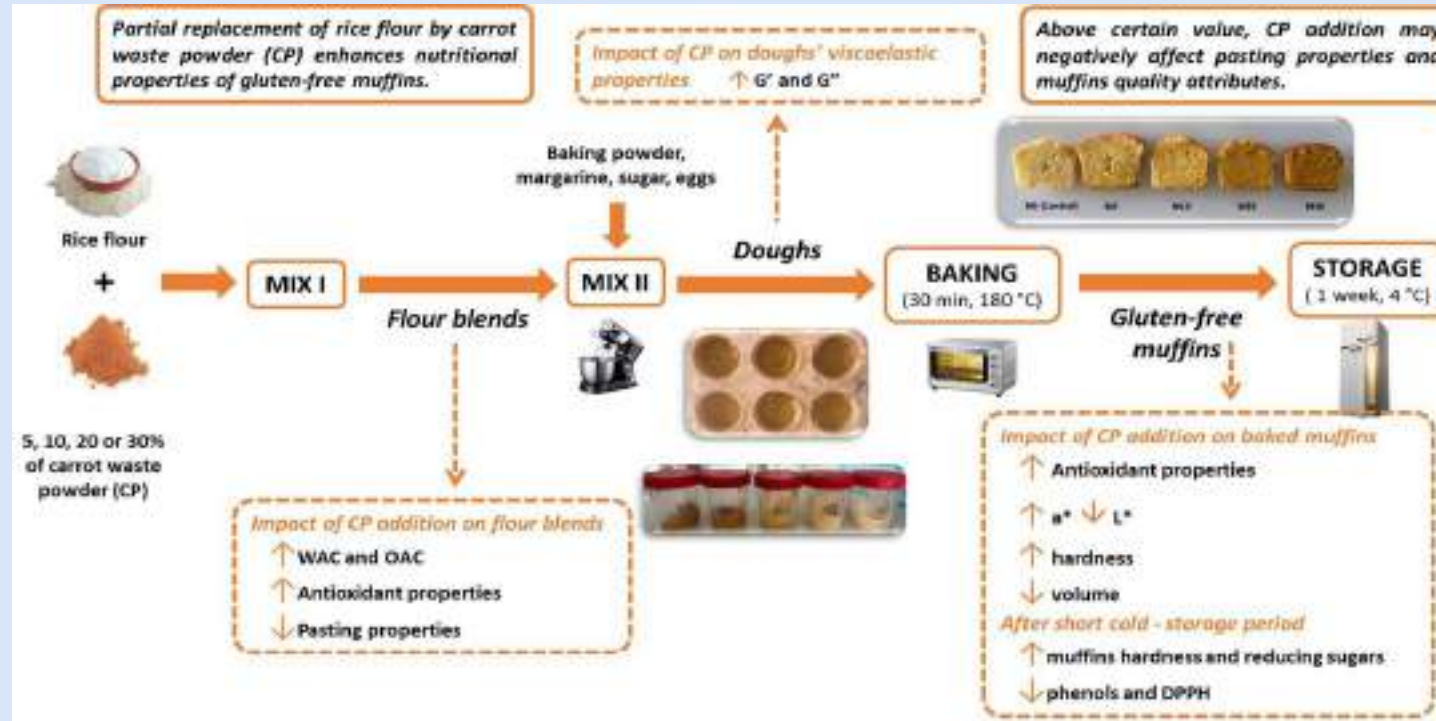 Partial replacement of rice flour by carrot
waste powder (CP) enhances nutritional
properties of gluten-free muffins.
Impact of CP on doughs' viscoelastic
properties ↑ G' and G"
Above certain value, CP addition may
negatively affect pasting properties and
muffins quality attributes.
Baking powder,
margarine, sugar, eggs
Rice flour
+
5, 10, 20 or 30%
of carrot waste
powder (CP)
MIX I
Flour blends
MIX II
Doughs
BAKING
(30 min, 180 °C)
Gluten-free
muffins
STORAGE
( 1 week, 4 °C)
Impact of CP addition on flour blends
↑ WAC and OAC
↑ Antioxidant properties
↓ Pasting properties
Impact of CP addition on baked muffins
↑ Antioxidant properties
↑ a* ↓ L*
↑ hardness
↓ volume
After short cold - storage period
↑ muffins hardness and reducing sugars
↓ phenols and DPPH